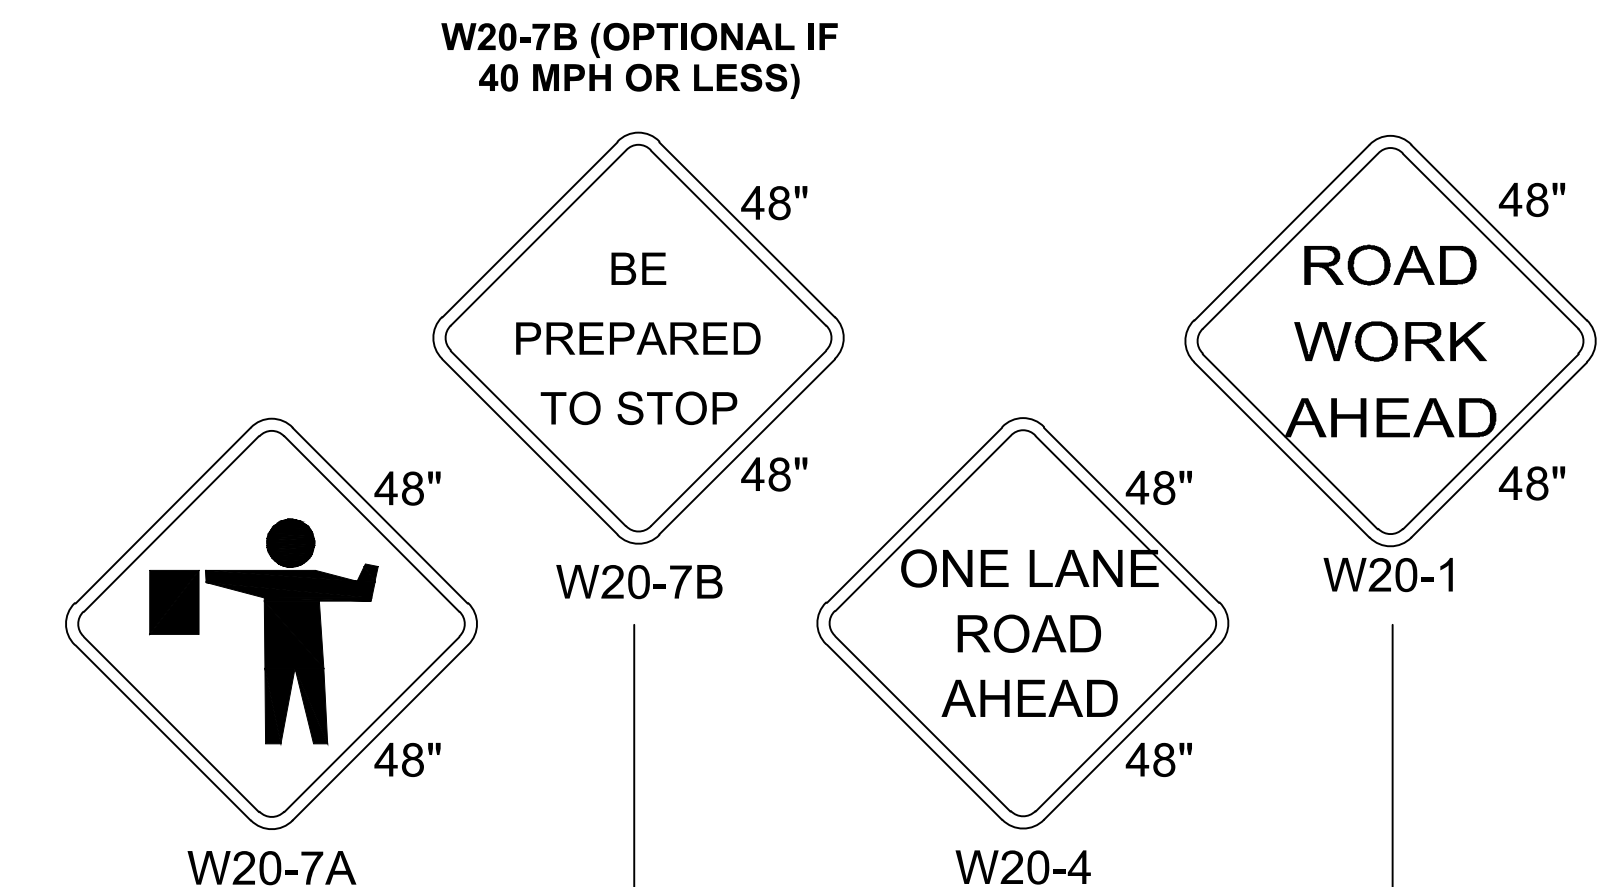 W20-7B (OPTIONAL IF
40 MPH OR LESS)
48"
BE
PREPARED
TO STOP
48"
W20-7B
48"
ROAD
WORK
AHEAD
48"
W20-1
48"
48"
W20-7A
48"
ONE LANE
ROAD
AHEAD
48"
W20-4